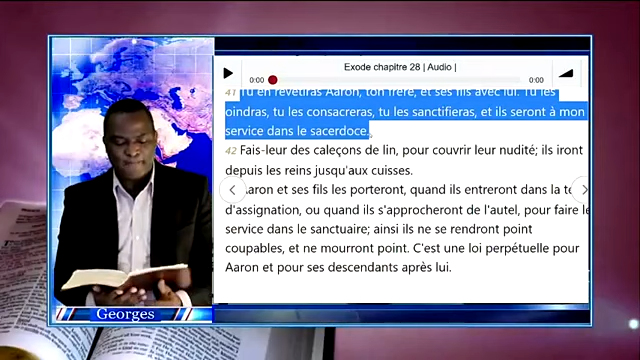 Exode chapitre 28 | Audio |
0:00
0:00
41 Tu en revêtiras Aaron, ton frère, et ses fils avec lui. Tu les
oindras, tu les consacreras, tu les sanctifieras, et ils seront à mon
service dans le sacerdoce.
42 Fais-leur des caleçons de lin, pour couvrir leur nudité; ils iront
depuis les reins jusqu'aux cuisses.
aron et ses fils les porteront, quand ils entreront dans la te
d'assignation, ou quand ils s'approcheront de l'autel, pour faire le
service dans le sanctuaire; ainsi ils ne se rendront point
coupables, et ne mourront point. C'est une loi perpétuelle pour
Aaron et pour ses descendants après lui.
Georges